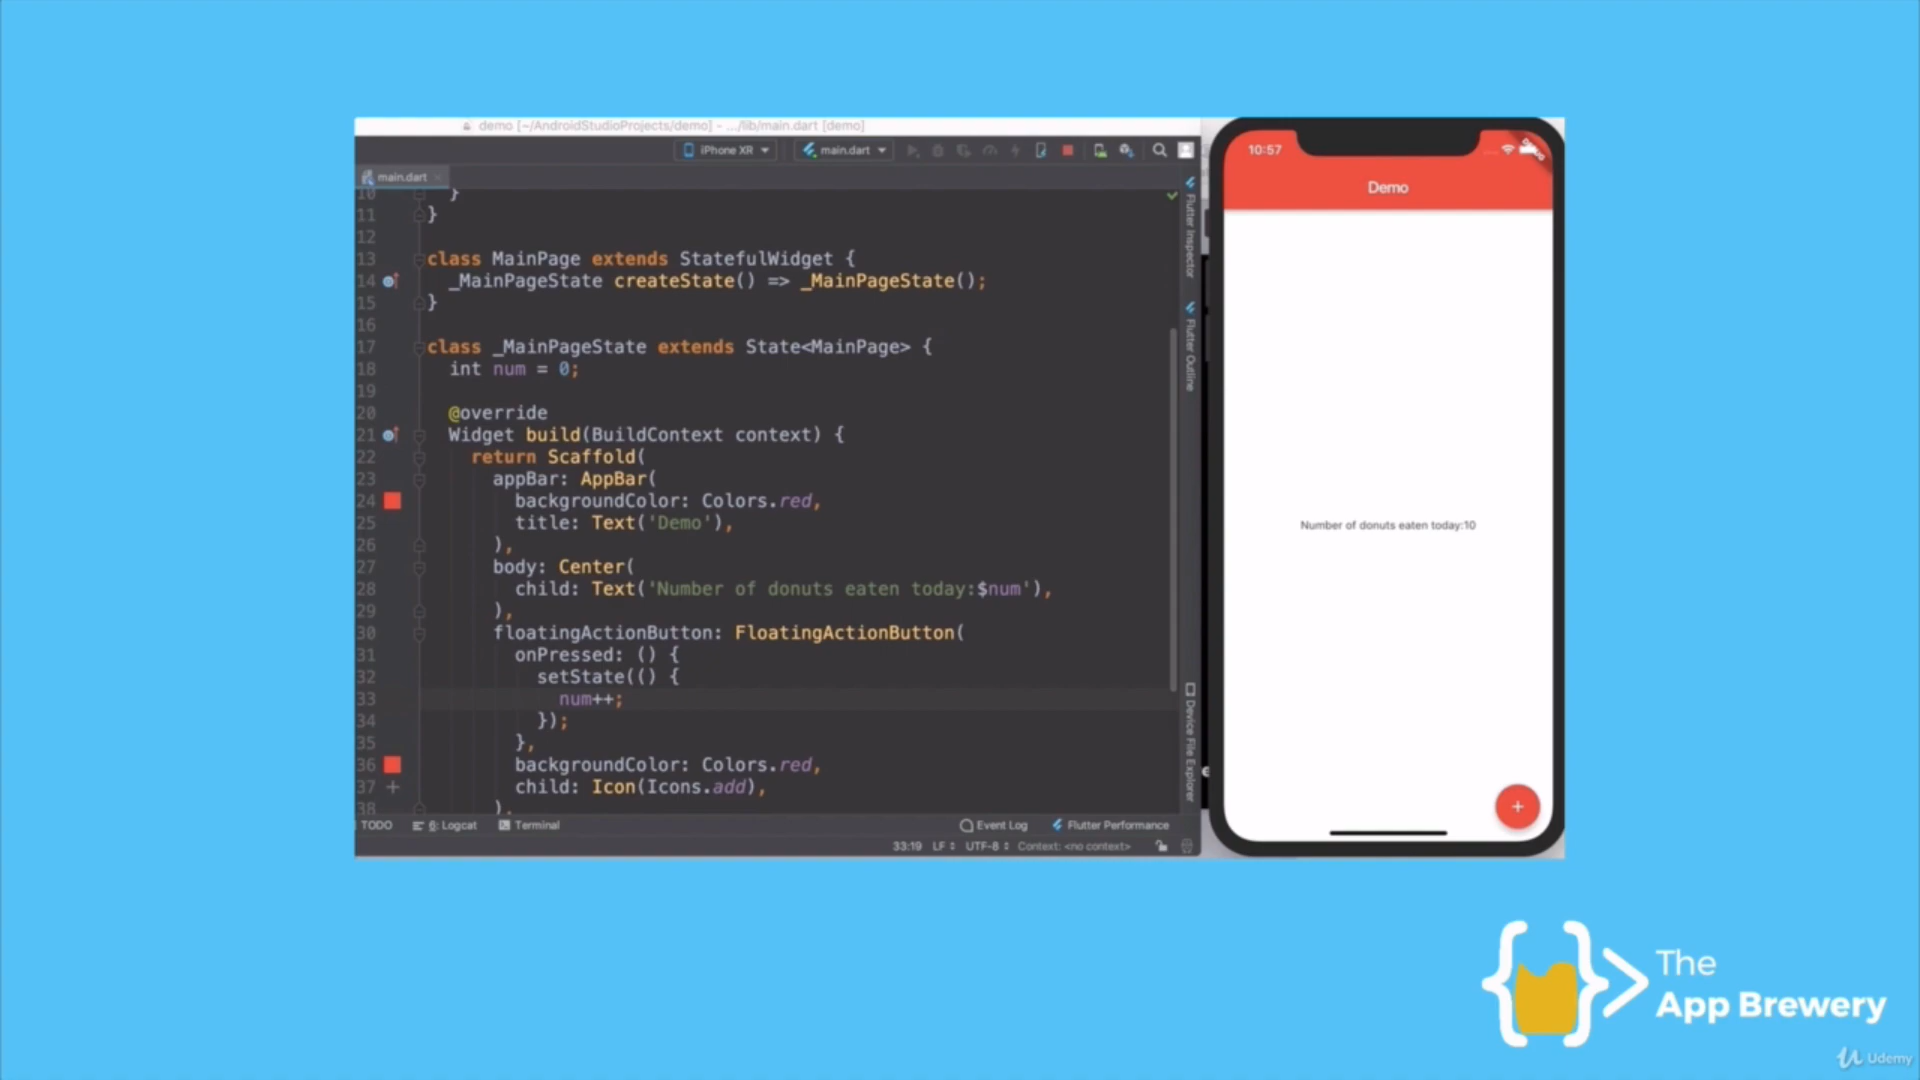 demo [~/AndroidStudioProjects/demo] - .../lib/main.dart [demo]
iPhone XR
main.dart
main.dart
10 }
11 }
12
13 class MainPage extends StatefulWidget {
14 _MainPageState createState() => _MainPageState();
15 }
16
17 class _MainPageState extends State<MainPage> {
18 int num = 0;
19
20 @override
21 Widget build(BuildContext context) {
22 return Scaffold(
23 appBar: AppBar(
24 backgroundColor: Colors.red,
25 title: Text('Demo'),
26 ),
27 body: Center(
28 child: Text('Number of donuts eaten today:$num'),
29 ),
30 floatingActionButton: FloatingActionButton(
31 onPressed: () {
32 setState(() {
33 num++;
34 });
35 },
36 backgroundColor: Colors.red,
37 child: Icon(Icons.add),
38 ),
Flutter Inspector
Flutter Outline
Device File Explorer
TODO 6: Logcat Terminal Event Log Flutter Performance
33:19 LF UTF-8 Context: <no context>
10:57
DEBUG
Demo
Number of donuts eaten today:10
+
The
App Brewery
Udemy